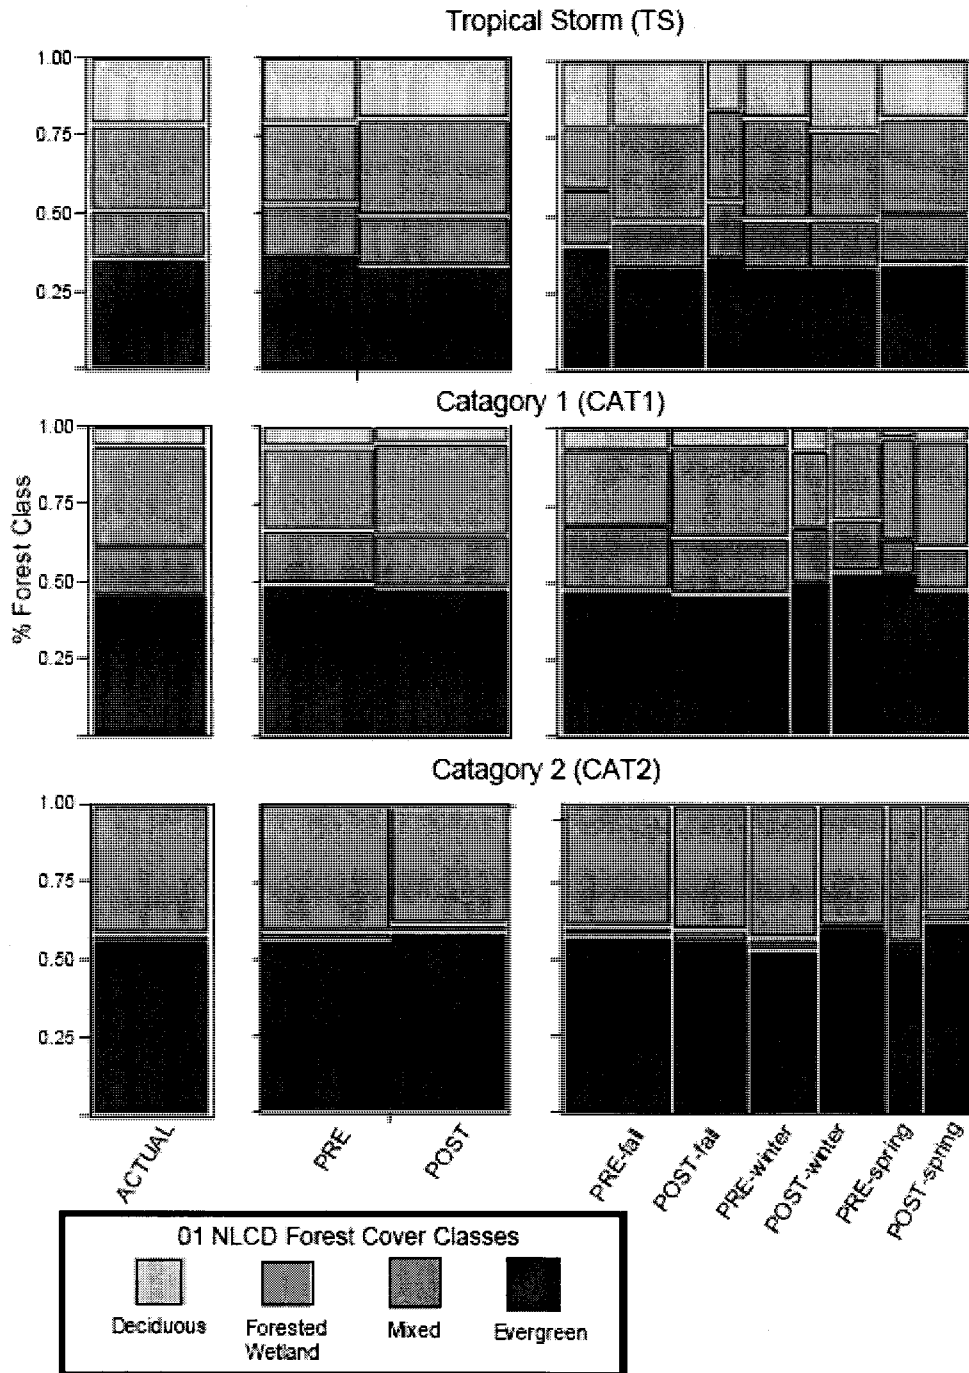 Tropical Storm (TS)
1.00
0.75
0.50
0.25
Catagory 1 (CAT1)
1.00
0.75
0.50
0.25
% Forest Class
Catagory 2 (CAT2)
1.00
0.75
0.50
0.25
ACTUAL
PRE
POST
PRE-fall
POST-fall
PRE-winter
POST-winter
PRE-spring
POST-spring
01 NLCD Forest Cover Classes
Deciduous
Forested
Wetland
Mixed
Evergreen